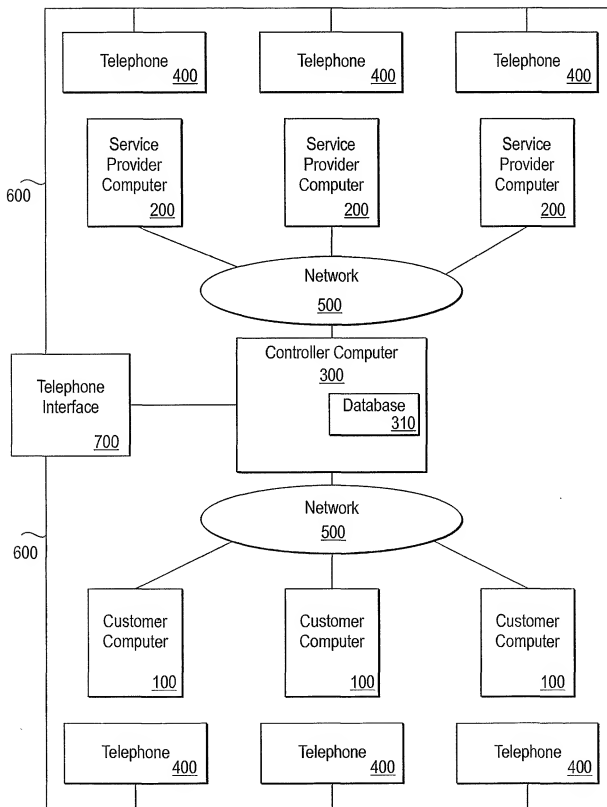 Telephone 400
Telephone 400
Telephone 400
Service
Provider
Computer
200
Service
Provider
Computer
200
Service
Provider
Computer
200
600
Network
500
Controller Computer
300
Database
310
Telephone
Interface
700
Network
500
600
Customer
Computer
100
Customer
Computer
100
Customer
Computer
100
Telephone 400
Telephone 400
Telephone 400